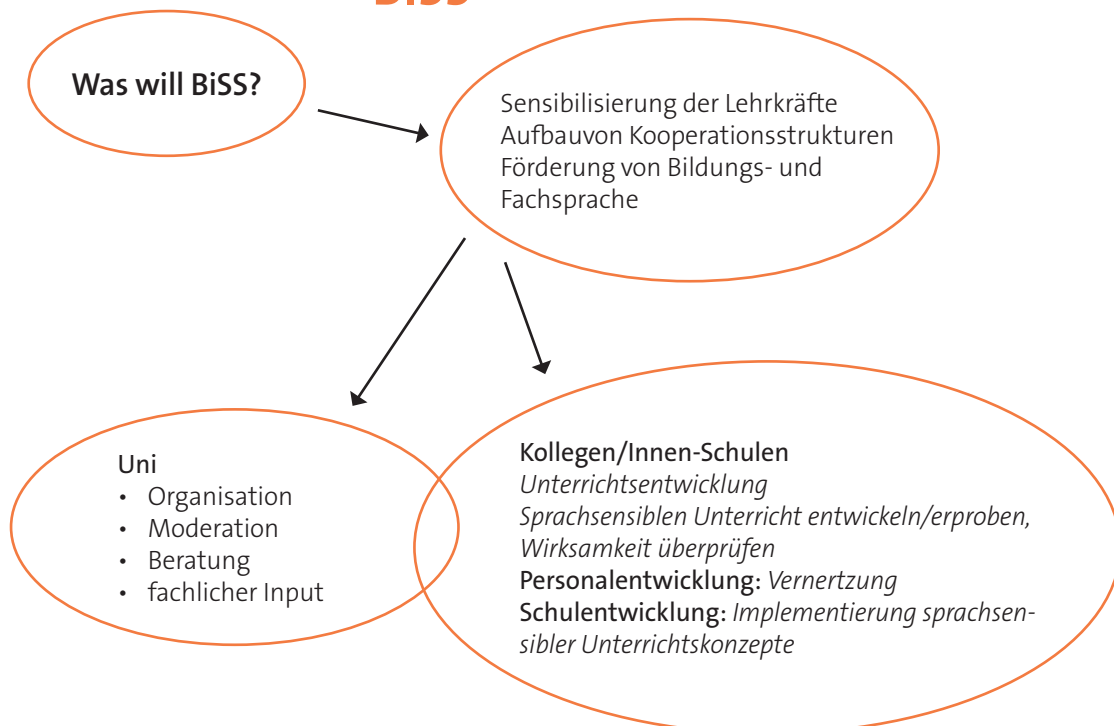 BiSS
Was will BiSS?
Sensibilisierung der Lehrkräfte
Aufbauvon Kooperationsstrukturen
Förderung von Bildungs- und
Fachsprache
Uni
• Organisation
• Moderation
• Beratung
• fachlicher Input
Kollegen/Innen-Schulen
Unterrichtsentwicklung
Sprachsensiblen Unterricht entwickeln/erproben,
Wirksamkeit überprüfen
Personalentwicklung: Vernertzung
Schulentwicklung: Implementierung sprachsen-
sibler Unterrichtskonzepte